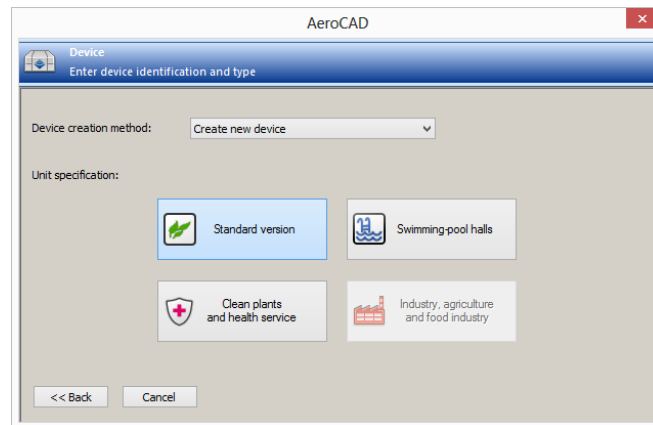 AeroCAD
Device
Enter device identification and type
Device creation method:
Create new device
Unit specification:
Standard version
Swimming-pool halls
Clean plants
and health service
Industry, agriculture
and food industry
<< Back
Cancel